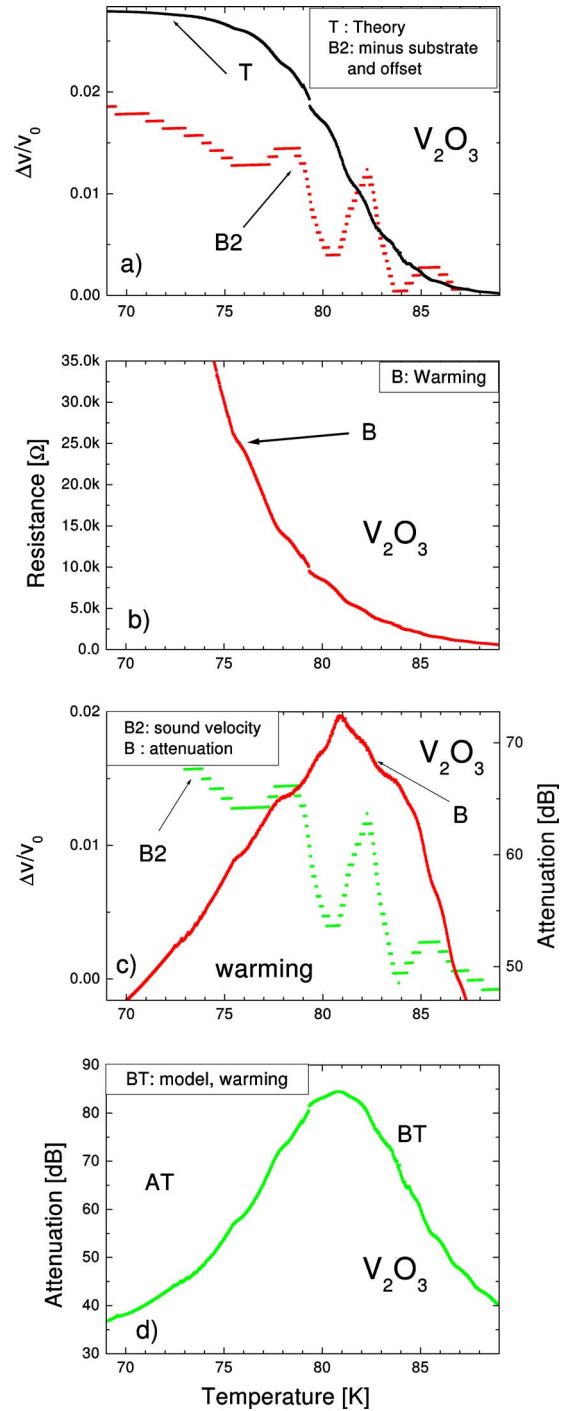 T : Theory
B2: minus substrate
and offset
0.02
T
V2O3
Δv/v0
0.01
B2
a)
0.00
70 75 80 85
35.0k
B: Warming
30.0k
25.0k
B
20.0k
Resistance [Ω]
15.0k
V2O3
10.0k
5.0k
b)
0.0
70 75 80 85
0.02
B2: sound velocity
B : attenuation
V2O3
70
B
B2
Δv/v0
0.01
60
Attenuation [dB]
c)
warming
0.00
50
70 75 80 85
90
BT: model, warming
80
BT
70
AT
Attenuation [dB]
60
50
V2O3
40
d)
30
70 75 80 85
Temperature [K]